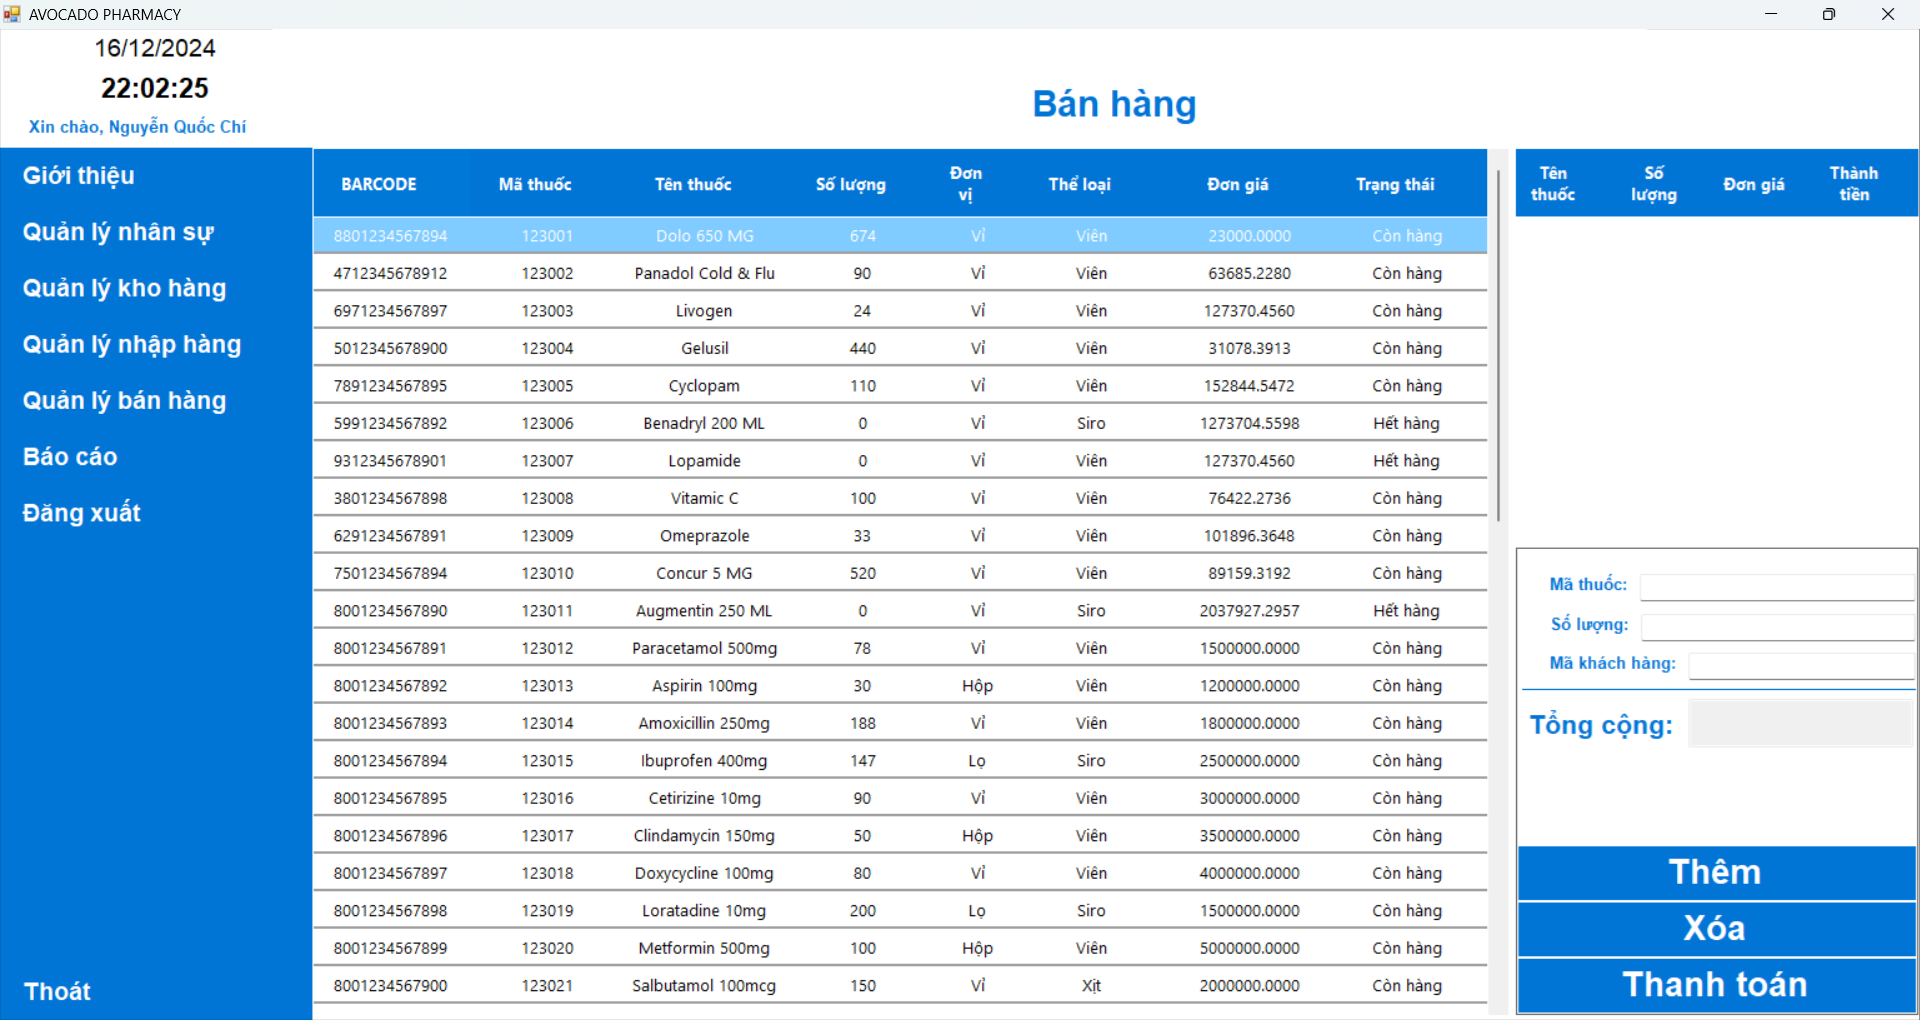 AVOCADO PHARMACY
16/12/2024
22:02:25
Xin chào, Nguyễn Quốc Chí
Bán hàng
Giới thiệu
Quản lý nhân sự
Quản lý kho hàng
Quản lý nhập hàng
Quản lý bán hàng
Báo cáo
Đăng xuất
Thoát
BARCODE Mã thuốc Tên thuốc Số lượng Đơn vị Thể loại Đơn giá Trạng thái
8801234567894 123001 Dolo 650 MG 674 Vỉ Viên 23000.0000 Còn hàng
4712345678912 123002 Panadol Cold & Flu 90 Vỉ Viên 63685.2280 Còn hàng
6971234567897 123003 Livogen 24 Vỉ Viên 127370.4560 Còn hàng
5012345678900 123004 Gelusil 440 Vỉ Viên 31078.3913 Còn hàng
7891234567895 123005 Cyclopam 110 Vỉ Viên 152844.5472 Còn hàng
5991234567892 123006 Benadryl 200 ML 0 Vỉ Siro 1273704.5598 Hết hàng
9312345678901 123007 Lopamide 0 Vỉ Viên 127370.4560 Hết hàng
3801234567898 123008 Vitamic C 100 Vỉ Viên 76422.2736 Còn hàng
6291234567891 123009 Omeprazole 33 Vỉ Viên 101896.3648 Còn hàng
7501234567894 123010 Concur 5 MG 520 Vỉ Viên 89159.3192 Còn hàng
8001234567890 123011 Augmentin 250 ML 0 Vỉ Siro 2037927.2957 Hết hàng
8001234567891 123012 Paracetamol 500mg 78 Vỉ Viên 1500000.0000 Còn hàng
8001234567892 123013 Aspirin 100mg 30 Hộp Viên 1200000.0000 Còn hàng
8001234567893 123014 Amoxicillin 250mg 188 Vỉ Viên 1800000.0000 Còn hàng
8001234567894 123015 Ibuprofen 400mg 147 Lọ Siro 2500000.0000 Còn hàng
8001234567895 123016 Cetirizine 10mg 90 Vỉ Viên 3000000.0000 Còn hàng
8001234567896 123017 Clindamycin 150mg 50 Hộp Viên 3500000.0000 Còn hàng
8001234567897 123018 Doxycycline 100mg 80 Vỉ Viên 4000000.0000 Còn hàng
8001234567898 123019 Loratadine 10mg 200 Lọ Siro 1500000.0000 Còn hàng
8001234567899 123020 Metformin 500mg 100 Hộp Viên 5000000.0000 Còn hàng
8001234567900 123021 Salbutamol 100mcg 150 Vỉ Xịt 2000000.0000 Còn hàng
Tên thuốc Số lượng Đơn giá Thành tiền
Mã thuốc:
Số lượng:
Mã khách hàng:
Tổng cộng:
Thêm
Xóa
Thanh toán